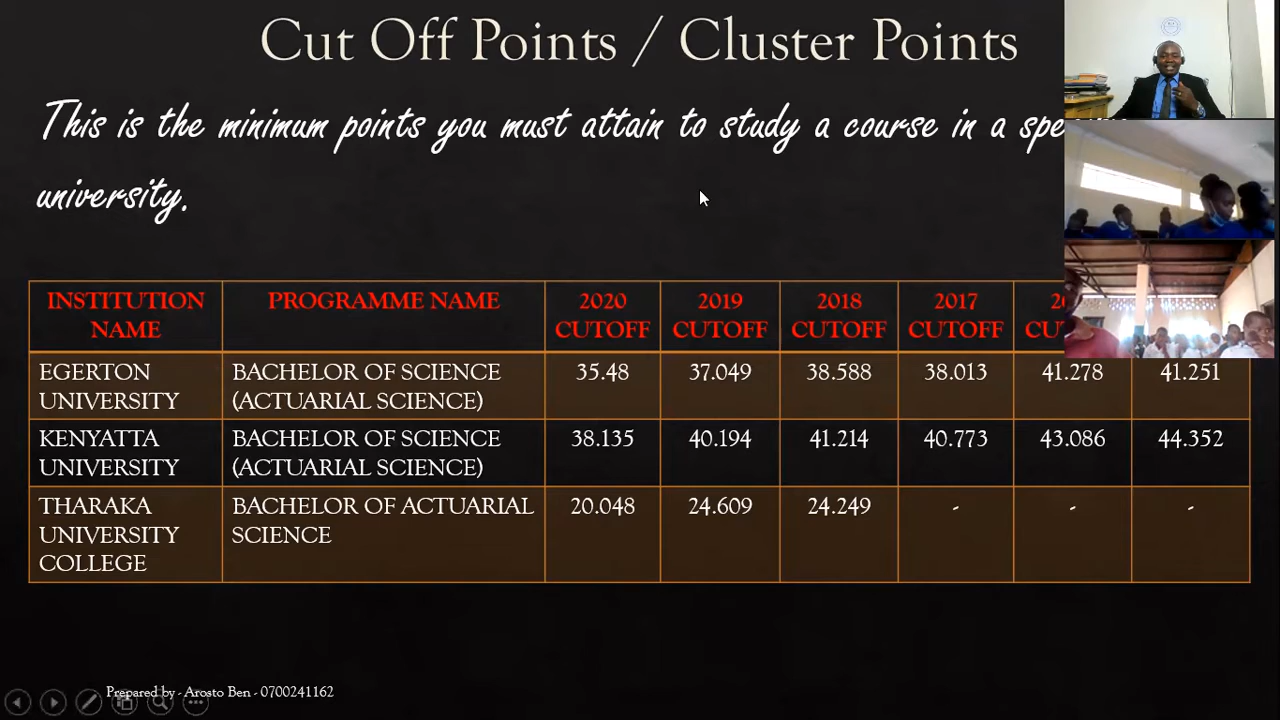 Cut Off Points / Cluster Points
This is the minimum points you must attain to study a course in a
university.
INSTITUTION NAME PROGRAMME NAME 2020 CUTOFF 2019 CUTOFF 2018 CUTOFF 2017 CUTOFF
EGERTON UNIVERSITY BACHELOR OF SCIENCE (ACTUARIAL SCIENCE) 35.48 37.049 38.588 38.013 41.278 41.251
KENYATTA UNIVERSITY BACHELOR OF SCIENCE (ACTUARIAL SCIENCE) 38.135 40.194 41.214 40.773 43.086 44.352
THARAKA UNIVERSITY COLLEGE BACHELOR OF ACTUARIAL SCIENCE 20.048 24.609 24.249 - - -
Prepared by - Arosto Ben - 0700241162